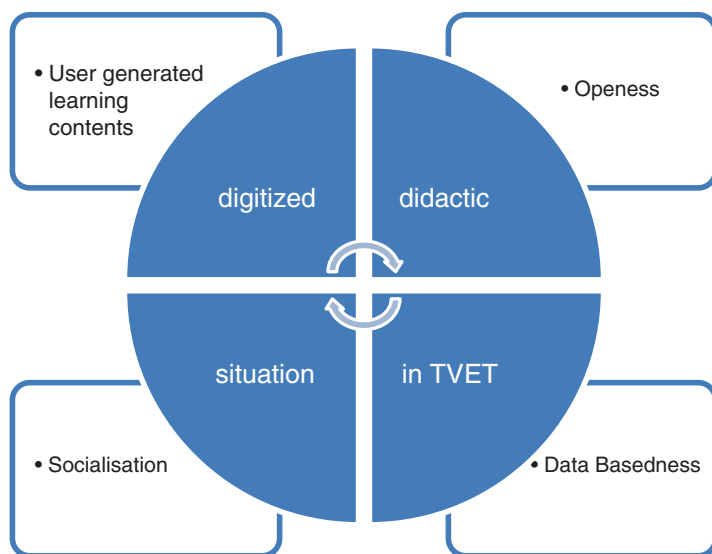 • User generated
learning
contents
• Openess
digitized
didactic
situation
in TVET
• Socialisation
• Data Basedness